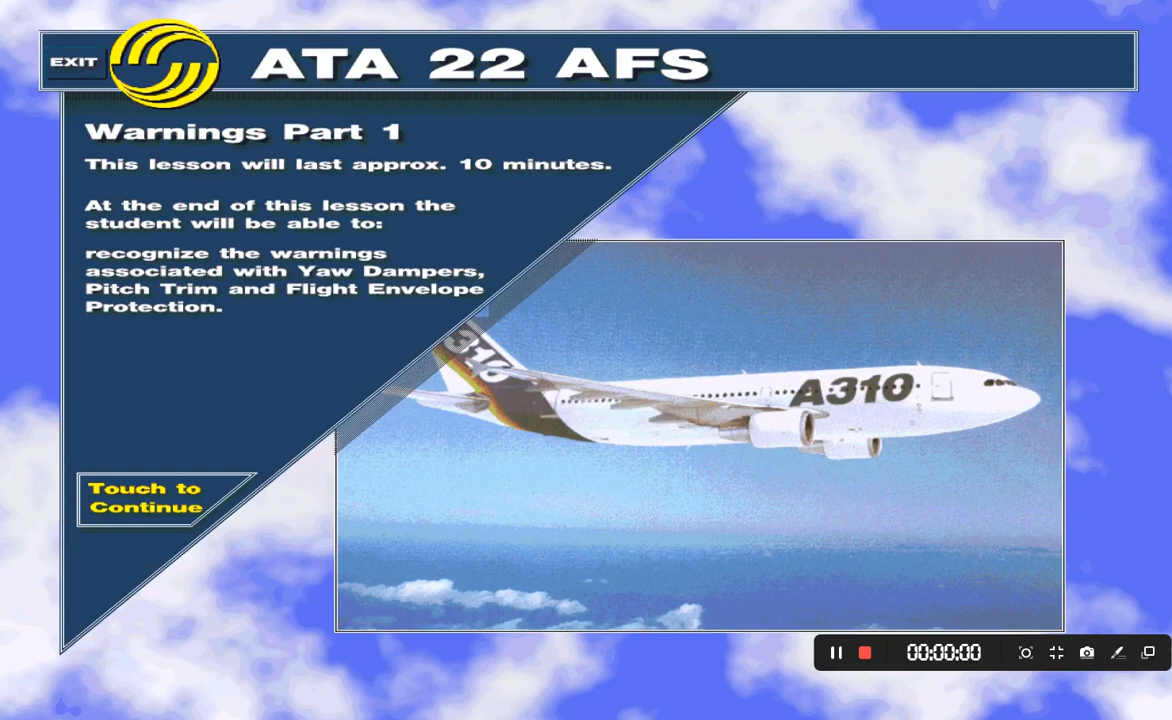 EXIT
ATA 22 AFS
Warnings Part 1
This lesson will last approx. 10 minutes.
At the end of this lesson the
student will be able to:
recognize the warnings
associated with Yaw Dampers,
Pitch Trim and Flight Envelope
Protection.
310
A310
Touch to
Continue
00:00:00